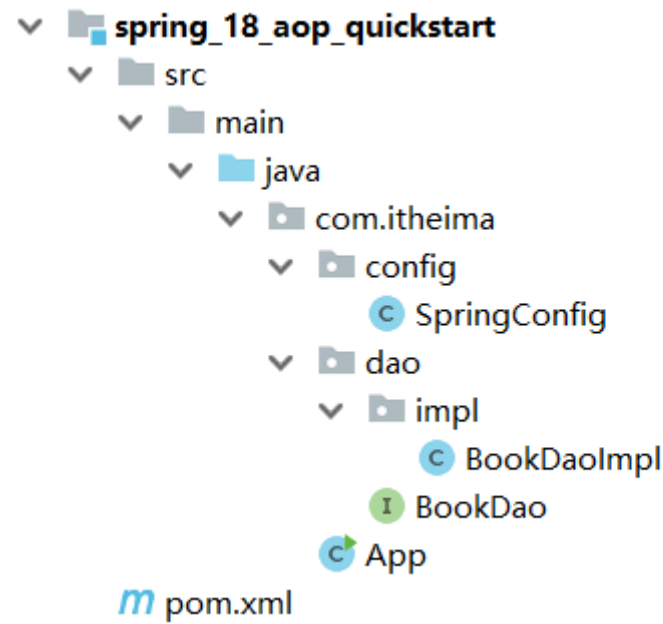 spring_18_aop_quickstart
src
main
java
com.itheima
config
C SpringConfig
dao
impl
C BookDaoImpl
I BookDao
C App
m pom.xml